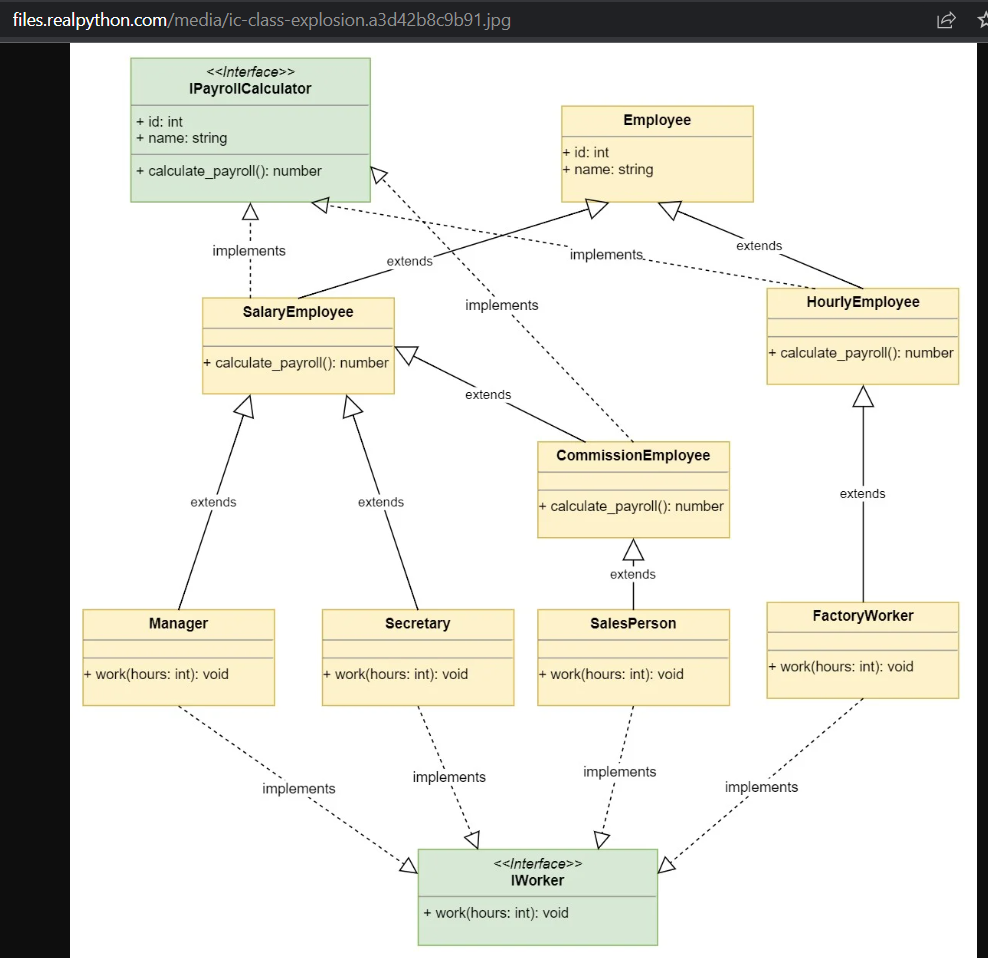 files.realpython.com/media/ic-class-explosion.a3d42b8c9b91.jpg
<<Interface>>
IPayrollCalculator
+ id: int
+ name: string
+ calculate_payroll(): number
Employee
+ id: int
+ name: string
implements
extends
implements
extends
implements
SalaryEmployee
+ calculate_payroll(): number
HourlyEmployee
+ calculate_payroll(): number
extends
CommissionEmployee
+ calculate_payroll(): number
extends
extends
extends
extends
Manager
+ work(hours: int): void
Secretary
+ work(hours: int): void
SalesPerson
+ work(hours: int): void
FactoryWorker
+ work(hours: int): void
implements
implements
implements
implements
<<Interface>>
IWorker
+ work(hours: int): void